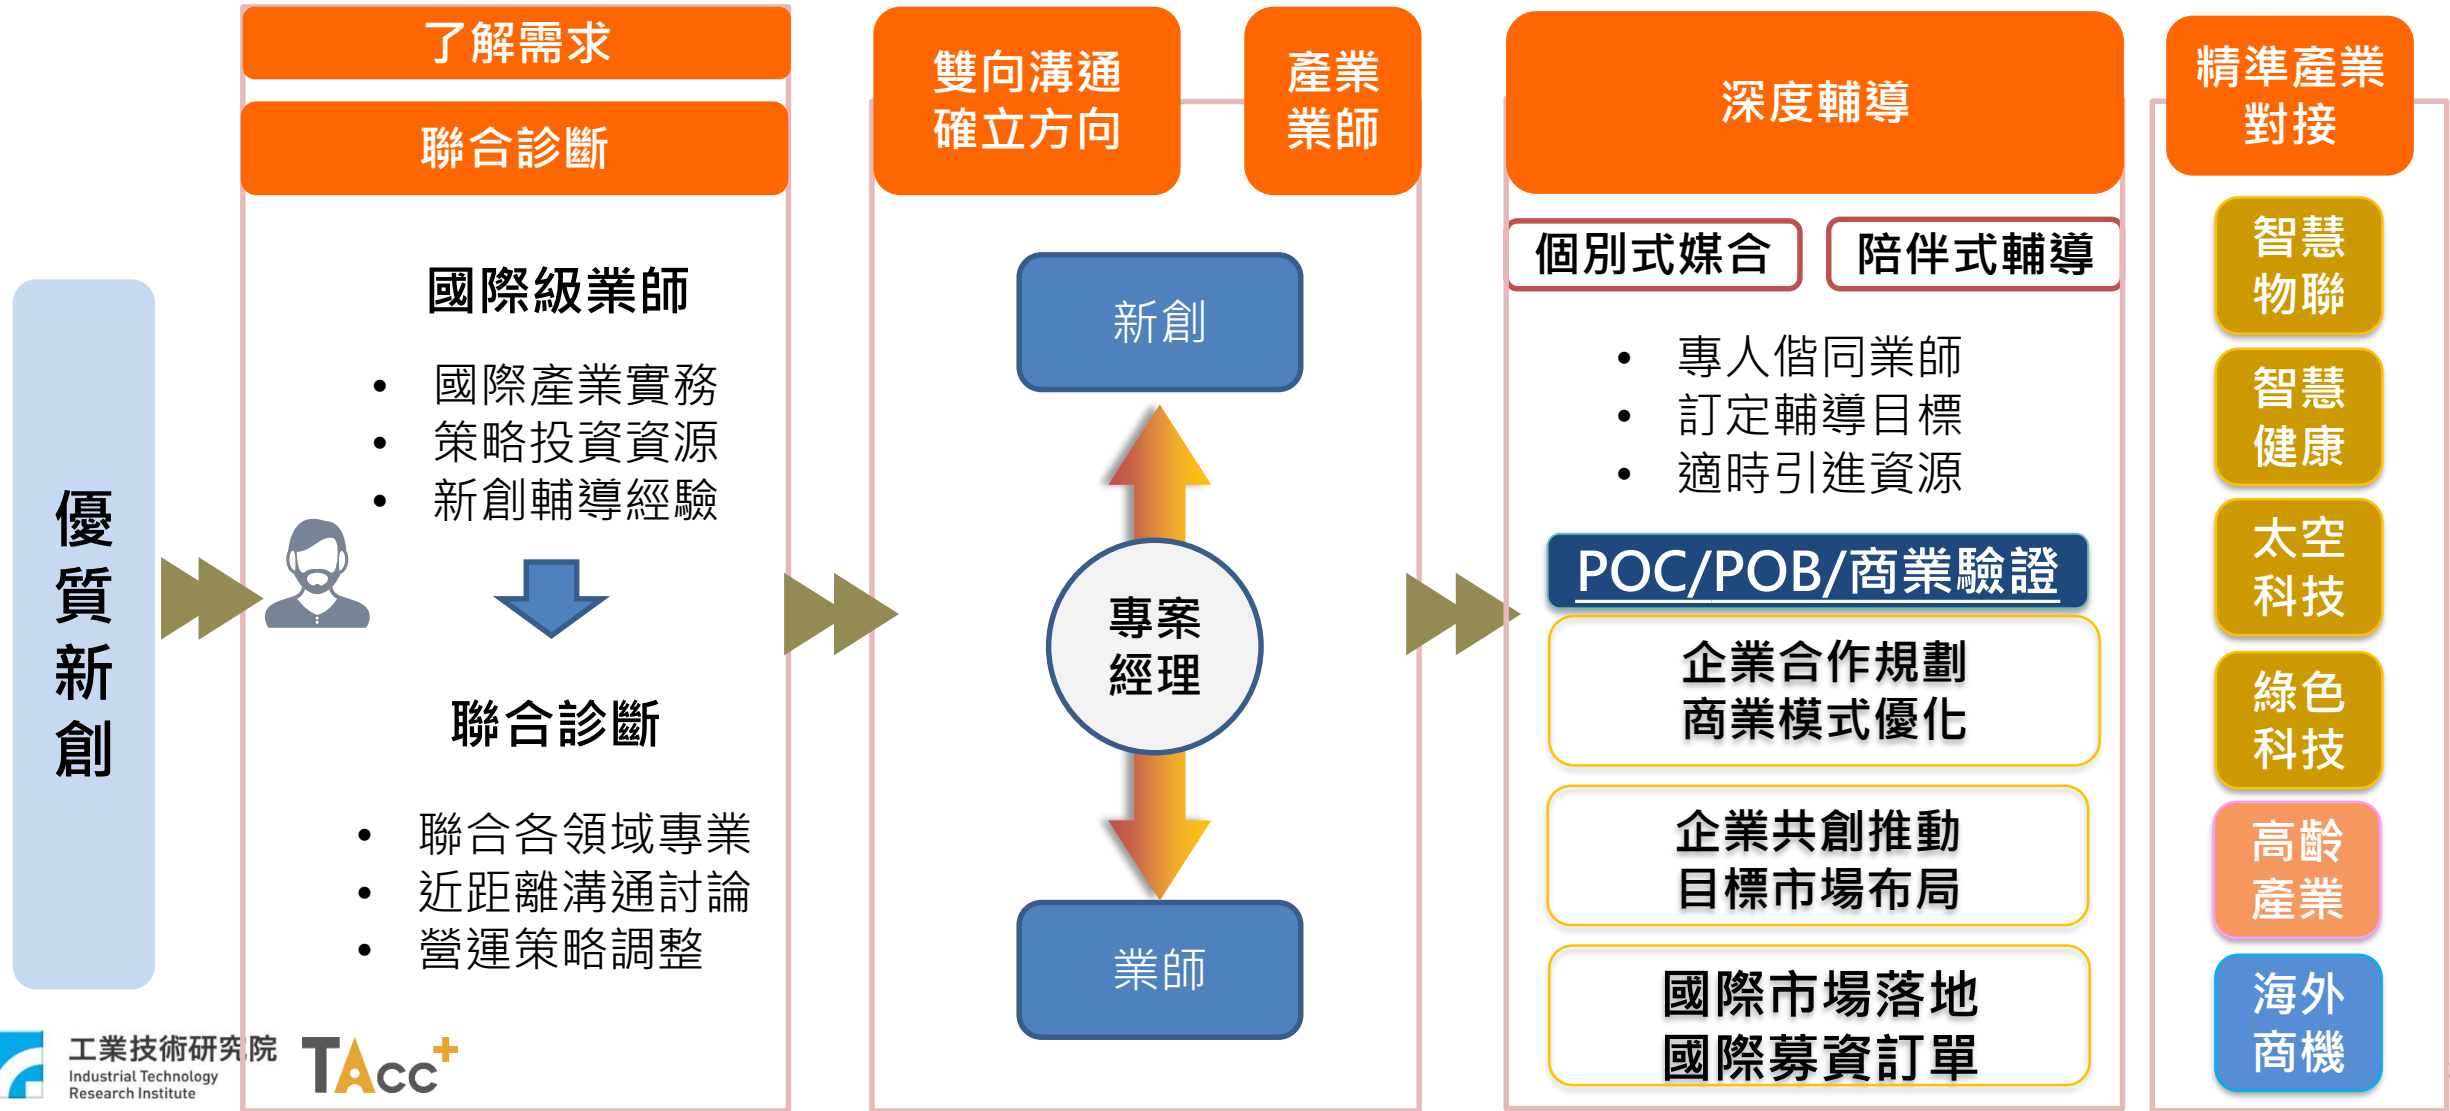 優
質
新
創
了解需求
聯合診斷
國際級業師
• 國際產業實務
• 策略投資資源
• 新創輔導經驗
聯合診斷
• 聯合各領域專業
• 近距離溝通討論
• 營運策略調整
雙向溝通
確立方向
產業
業師
新創
專案
經理
業師
深度輔導
個別式媒合
陪伴式輔導
• 專人偕同業師
• 訂定輔導目標
• 適時引進資源
POC/POB/商業驗證
企業合作規劃
商業模式優化
企業共創推動
目標市場布局
國際市場落地
國際募資訂單
精準產業
對接
智慧
物聯
智慧
健康
太空
科技
綠色
科技
高齡
產業
海外
商機
工業技術研究院
Industrial Technology
Research Institute
TAcc+